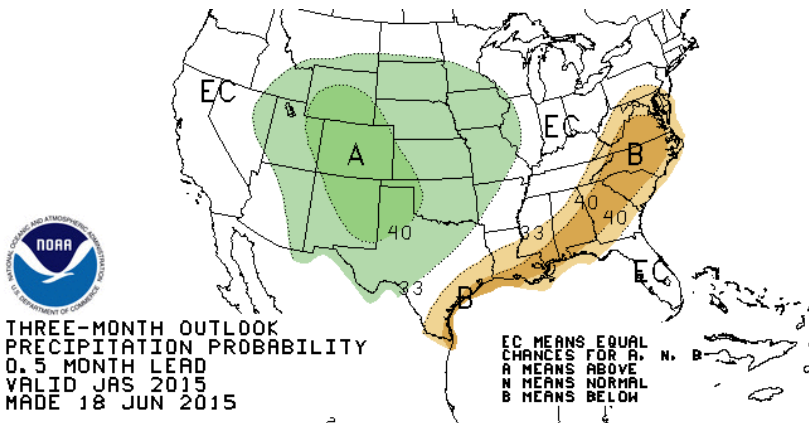 EC
A
EC
B
40
40
40
33
33
B
EC
NATIONAL OCEANIC AND ATMOSPHERIC ADMINISTRATION
NOAA
U.S. DEPARTMENT OF COMMERCE
THREE-MONTH OUTLOOK
PRECIPITATION PROBABILITY
0.5 MONTH LEAD
VALID JAS 2015
MADE 18 JUN 2015
EC MEANS EQUAL
CHANCES FOR A, N, B
A MEANS ABOVE
N MEANS NORMAL
B MEANS BELOW